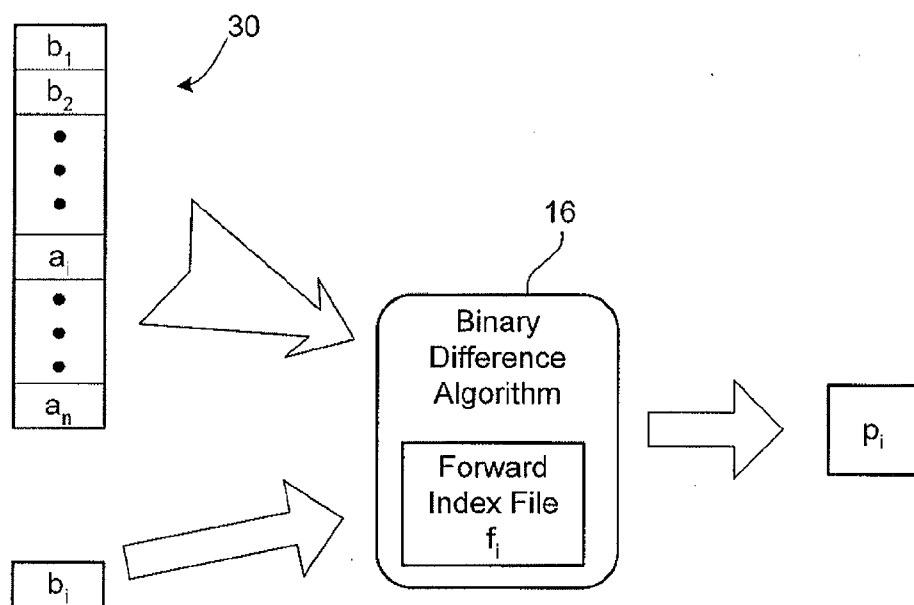 30
b₁
b₂
aᵢ
aₙ
16
Binary
Difference
Algorithm
Forward
Index File
fᵢ
pᵢ
bᵢ